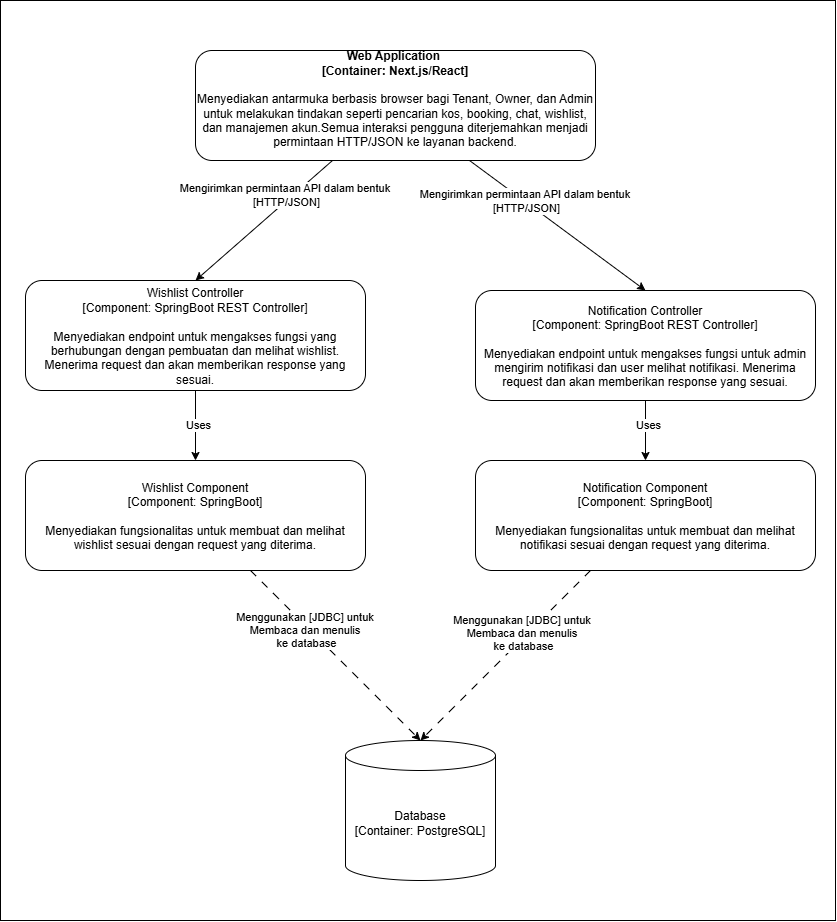 Web Application
[Container: Next.js/React]
Menyediakan antarmuka berbasis browser bagi Tenant, Owner, dan Admin
untuk melakukan tindakan seperti pencarian kos, booking, chat, wishlist,
dan manajemen akun.Semua interaksi pengguna diterjemahkan menjadi
permintaan HTTP/JSON ke layanan backend.
Mengirimkan permintaan API dalam bentuk
[HTTP/JSON]
Mengirimkan permintaan API dalam bentuk
[HTTP/JSON]
Wishlist Controller
[Component: SpringBoot REST Controller]
Menyediakan endpoint untuk mengakses fungsi yang
berhubungan dengan pembuatan dan melihat wishlist.
Menerima request dan akan memberikan response yang
sesuai.
Notification Controller
[Component: SpringBoot REST Controller]
Menyediakan endpoint untuk mengakses fungsi untuk admin
mengirim notifikasi dan user melihat notifikasi. Menerima
request dan akan memberikan response yang sesuai.
Uses
Uses
Wishlist Component
[Component: SpringBoot]
Menyediakan fungsionalitas untuk membuat dan melihat
wishlist sesuai dengan request yang diterima.
Notification Component
[Component: SpringBoot]
Menyediakan fungsionalitas untuk membuat dan melihat
notifikasi sesuai dengan request yang diterima.
Menggunakan [JDBC] untuk
Membaca dan menulis
ke database
Menggunakan [JDBC] untuk
Membaca dan menulis
ke database
Database
[Container: PostgreSQL]